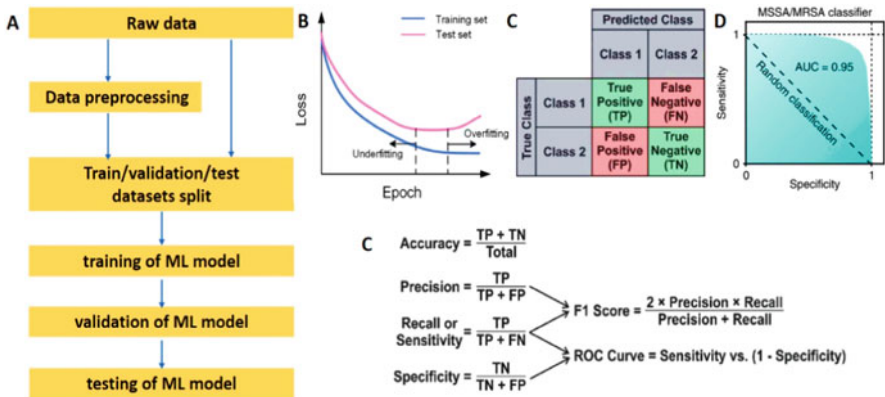 A
Raw data
Data preprocessing
Train/validation/test
datasets split
training of ML model
validation of ML model
testing of ML model
B
Training set
Test set
Loss
Underfitting
Overfitting
Epoch
C
Predicted Class
Class 1
Class 2
True Class
Class 1
True
Positive
(TP)
False
Negative
(FN)
Class 2
False
Positive
(FP)
True
Negative
(TN)
D
MSSA/MRSA classifier
1
AUC = 0.95
Random classification
Sensitivity
0
0
1
Specificity
C
Accuracy = TP + TN / Total
Precision = TP / TP + FP
Recall or
Sensitivity = TP / TP + FN
Specificity = TN / TN + FP
F1 Score = 2 × Precision × Recall / Precision + Recall
ROC Curve = Sensitivity vs. (1 - Specificity)